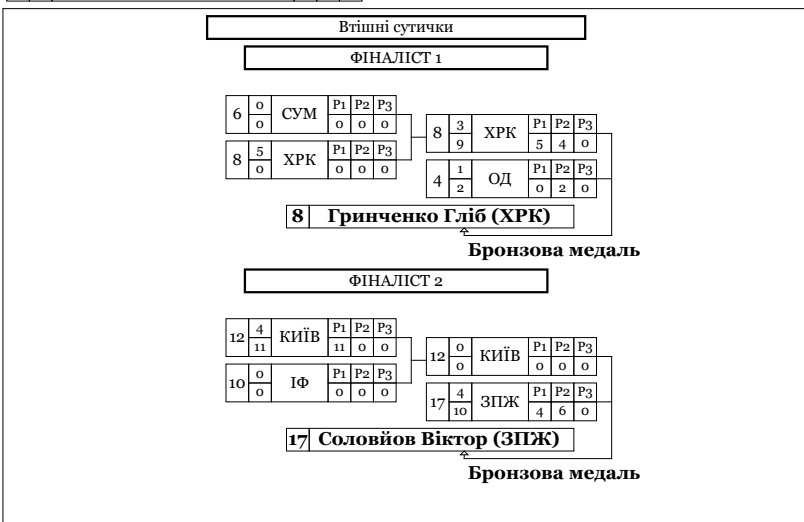 Втішні сутички
ФІНАЛІСТ 1
6 0 0 СУМ P1 P2 P3 0 0 0
8 5 0 ХРК P1 P2 P3 0 0 0
8 3 9 ХРК P1 P2 P3 5 4 0
4 1 2 ОД P1 P2 P3 0 2 0
8 Гринченко Гліб (ХРК)
Бронзова медаль
ФІНАЛІСТ 2
12 4 11 КИЇВ P1 P2 P3 11 0 0
10 0 0 ІФ P1 P2 P3 0 0 0
12 0 0 КИЇВ P1 P2 P3 0 0 0
17 4 10 ЗПЖ P1 P2 P3 4 6 0
17 Соловйов Віктор (ЗПЖ)
Бронзова медаль